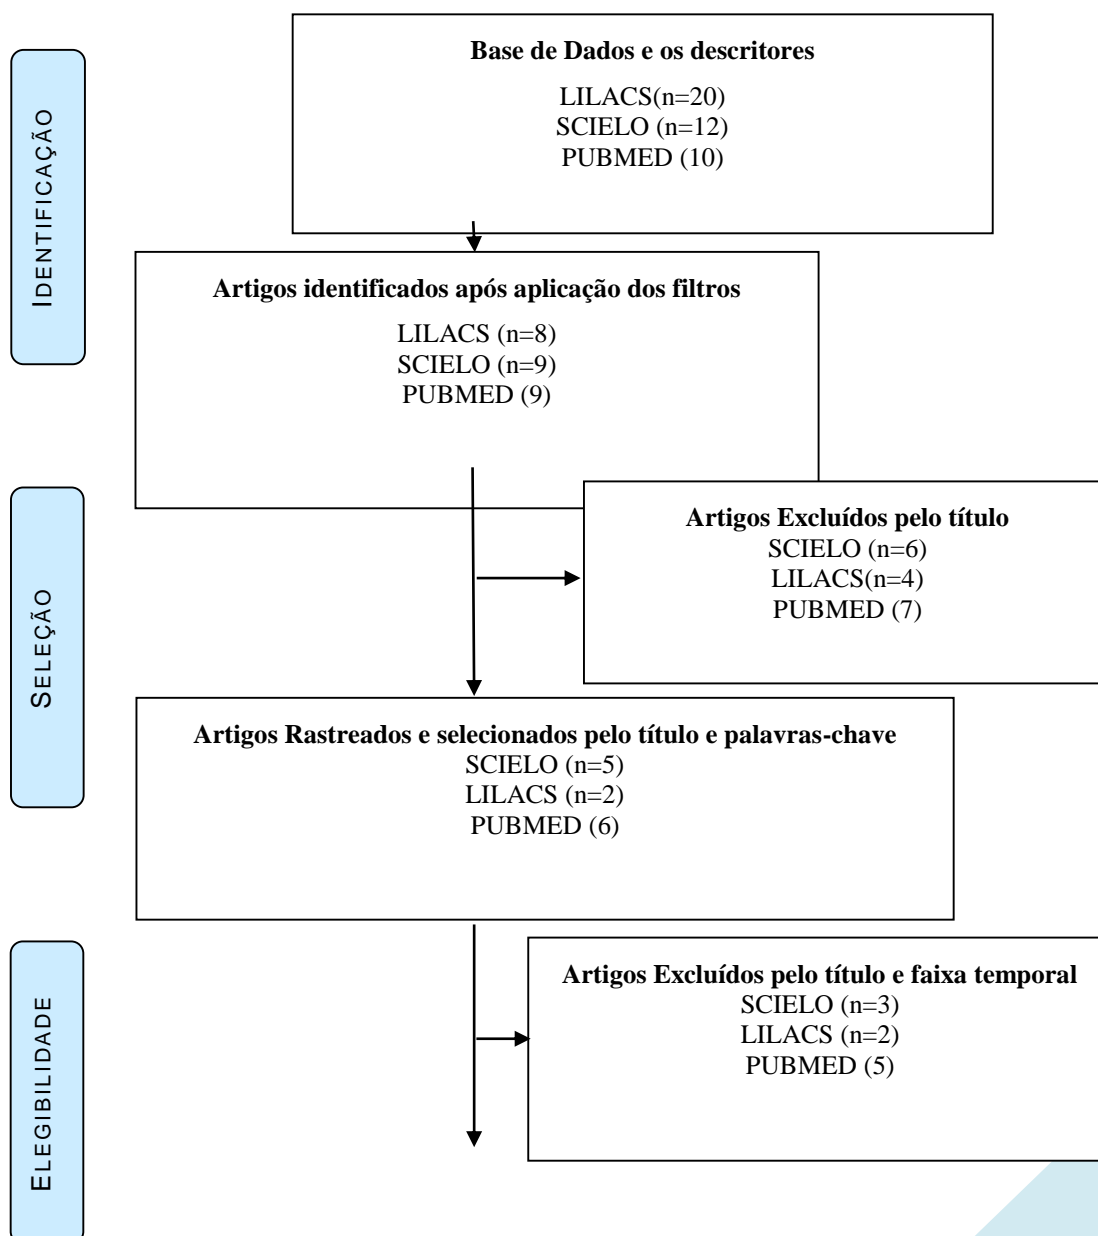 IDENTIFICAÇÃO
Base de Dados e os descritores
LILACS(n=20)
SCIELO (n=12)
PUBMED (10)
Artigos identificados após aplicação dos filtros
LILACS (n=8)
SCIELO (n=9)
PUBMED (9)
SELEÇÃO
Artigos Excluídos pelo título
SCIELO (n=6)
LILACS(n=4)
PUBMED (7)
Artigos Rastreados e selecionados pelo título e palavras-chave
SCIELO (n=5)
LILACS (n=2)
PUBMED (6)
ELEGIBILIDADE
Artigos Excluídos pelo título e faixa temporal
SCIELO (n=3)
LILACS (n=2)
PUBMED (5)